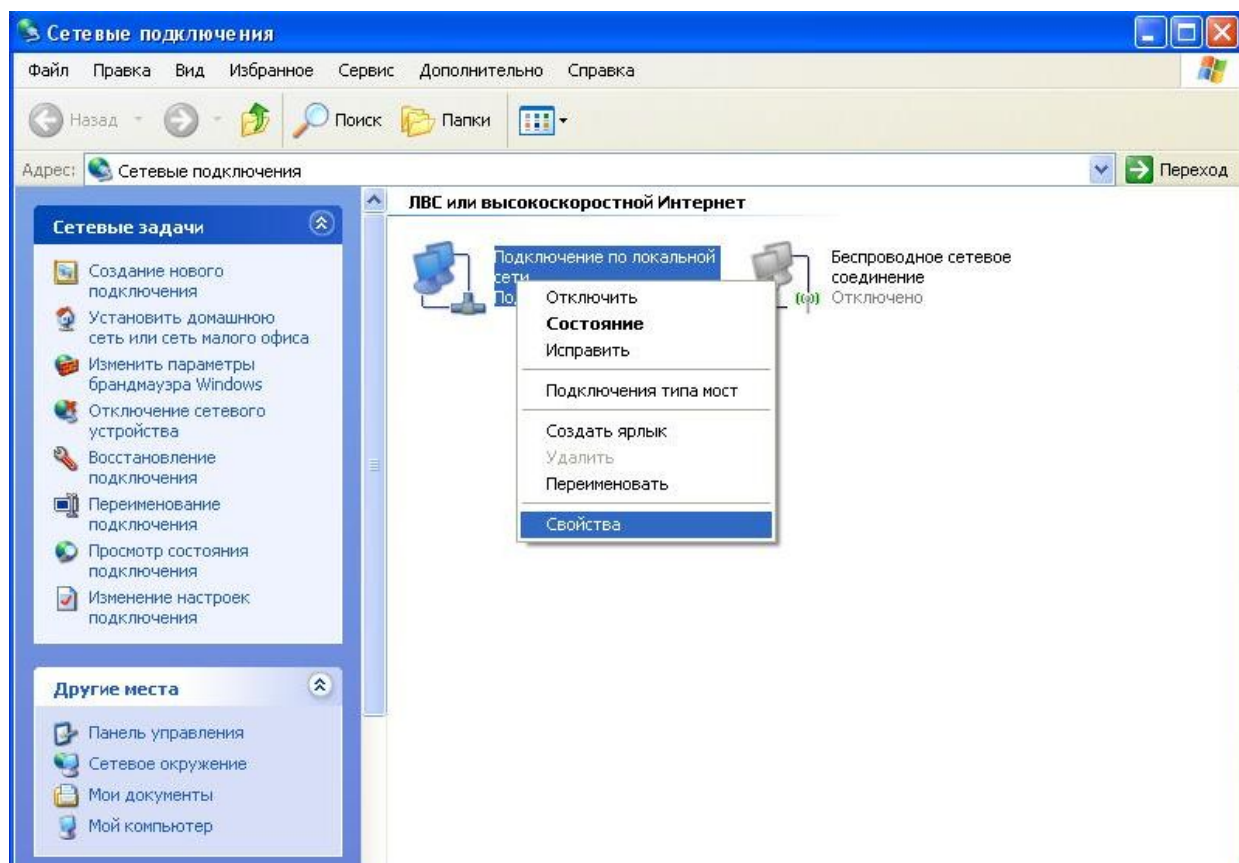 Сетевые подключения
Файл Правка Вид Избранное Сервис Дополнительно Справка
Назад Поиск Папки
Адрес: Сетевые подключения Переход
Сетевые задачи
Создание нового
подключения
Установить домашнюю
сеть или сеть малого офиса
Изменить параметры
брандмауэра Windows
Отключение сетевого
устройства
Восстановление
подключения
Переименование
подключения
Просмотр состояния
подключения
Изменение настроек
подключения
Другие места
Панель управления
Сетевое окружение
Мои документы
Мой компьютер
ЛВС или высокоскоростной Интернет
Подключение по локальной
сети
Беспроводное сетевое
соединение
Отключено
Отключить
Состояние
Исправить
Подключения типа мост
Создать ярлык
Удалить
Переименовать
Свойства